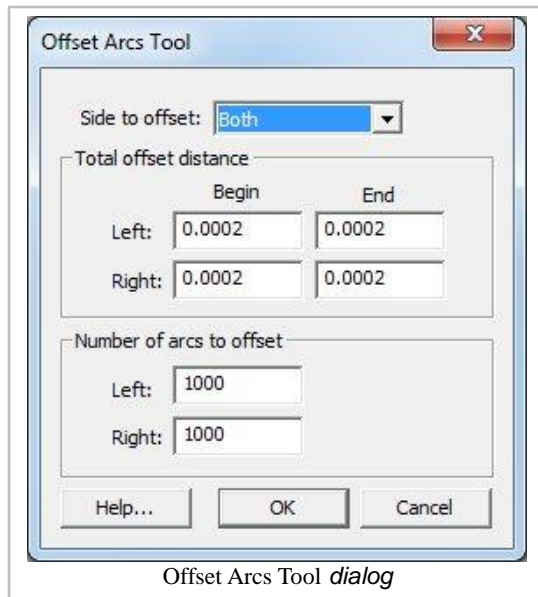 Offset Arcs Tool
Side to offset: Both
Total offset distance
Begin End
Left: 0.0002 0.0002
Right: 0.0002 0.0002
Number of arcs to offset
Left: 1000
Right: 1000
Help... OK Cancel
Offset Arcs Tool dialog